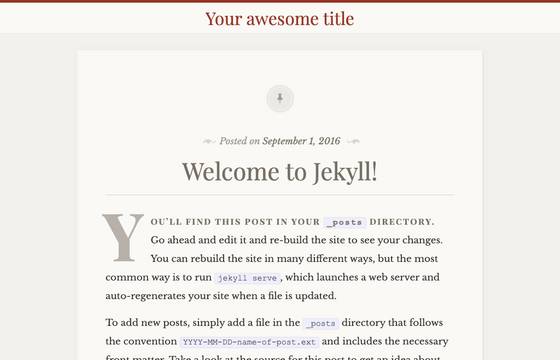 Your awesome title
Posted on September 1, 2016
Welcome to Jekyll!
YOU'LL FIND THIS POST IN YOUR _posts DIRECTORY.
Go ahead and edit it and re-build the site to see your changes.
You can rebuild the site in many different ways, but the most
common way is to run jekyll serve, which launches a web server and
auto-regenerates your site when a file is updated.
To add new posts, simply add a file in the _posts directory that follows
the convention YYYY-MM-DD-name-of-post.ext and includes the necessary
front matter. Take a look at the source for this post to get an idea about